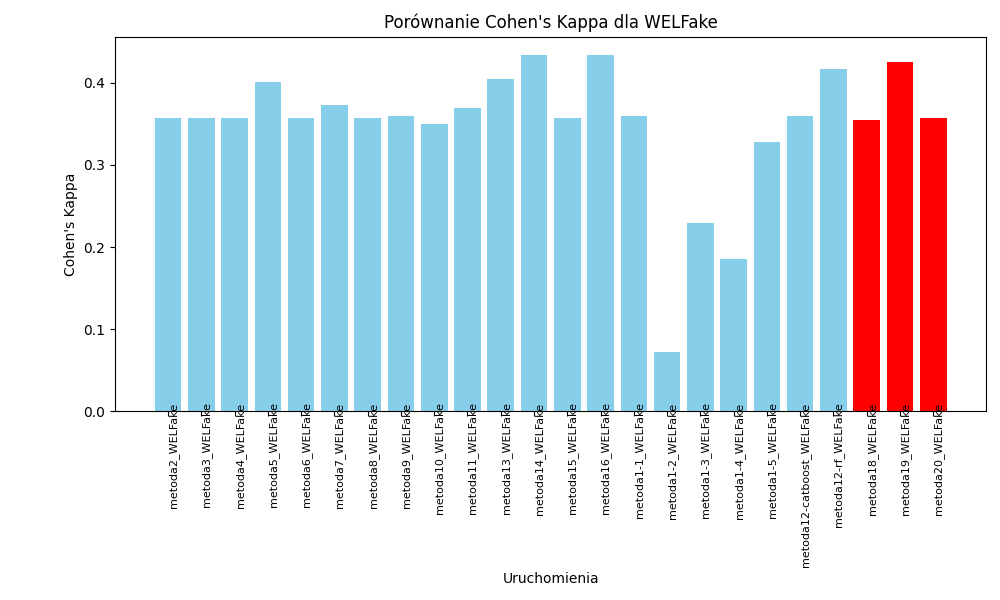 Porównanie Cohen's Kappa dla WELFake
Cohen's Kappa
0.4
0.3
0.2
0.1
0.0
metoda2_WELFake
metoda3_WELFake
metoda4_WELFake
metoda5_WELFake
metoda6_WELFake
metoda7_WELFake
metoda8_WELFake
metoda9_WELFake
metoda10_WELFake
metoda11_WELFake
metoda13_WELFake
metoda14_WELFake
metoda15_WELFake
metoda16_WELFake
metoda1-1_WELFake
metoda1-2_WELFake
metoda1-3_WELFake
metoda1-4_WELFake
metoda1-5_WELFake
metoda12-catboost_WELFake
metoda12-rf_WELFake
metoda18_WELFake
metoda19_WELFake
metoda20_WELFake
Uruchomienia